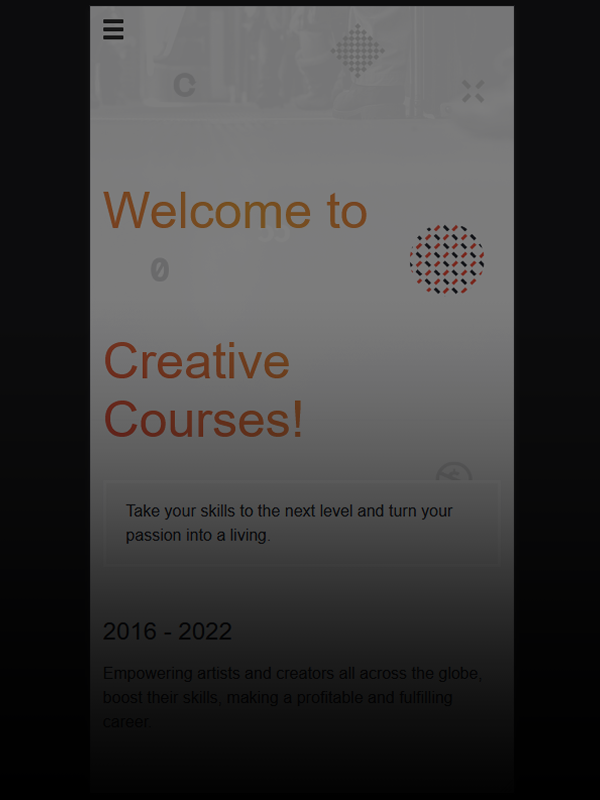 C
Welcome to
0
Creative
Courses!
Take your skills to the next level and turn your
passion into a living.
2016 - 2022
Empowering artists and creators all across the globe,
boost their skills, making a profitable and fulfilling
career.